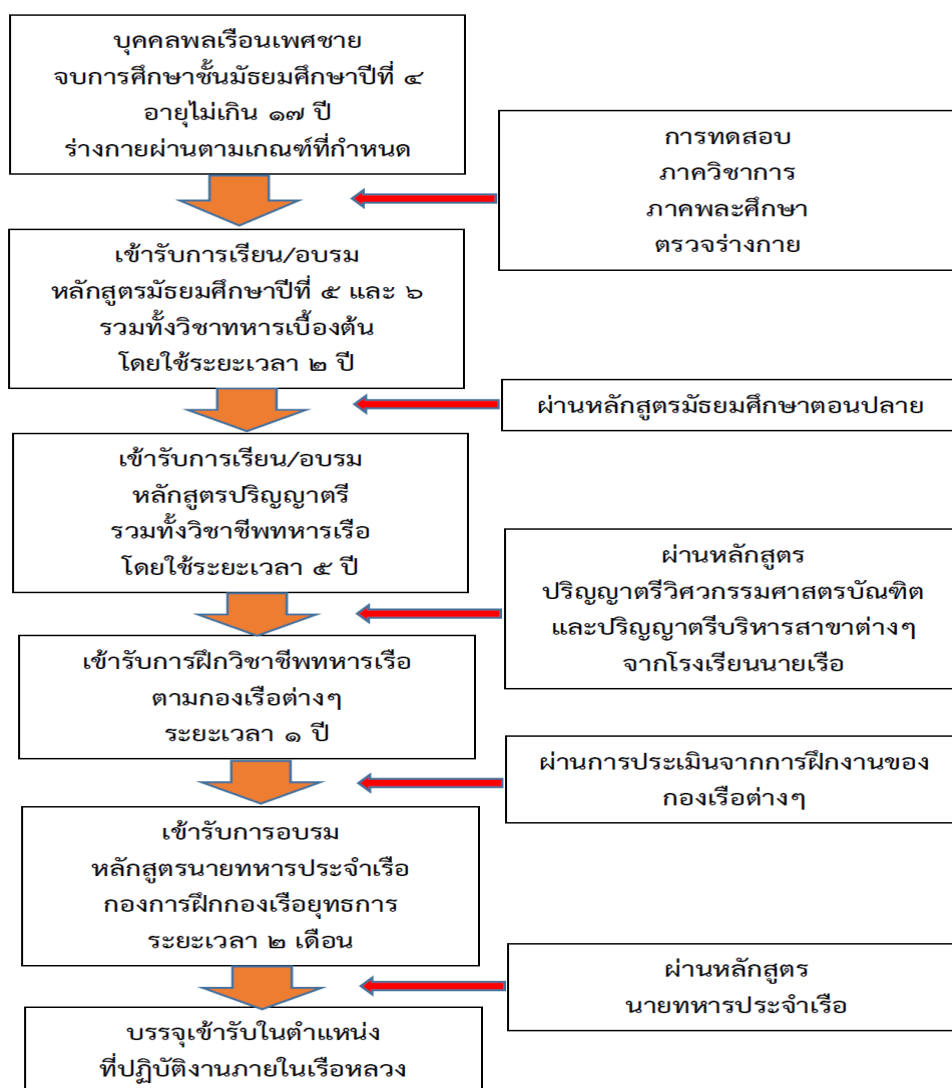 บุคคลพลเรือนเพศชาย
จบการศึกษาชั้นมัธยมศึกษาปีที่ ๔
อายุไม่เกิน ๑๗ ปี
ร่างกายผ่านตามเกณฑ์ที่กำหนด
การทดสอบ
ภาควิชาการ
ภาคพละศึกษา
ตรวจร่างกาย
เข้ารับการเรียน/อบรม
หลักสูตรมัธยมศึกษาปีที่ ๕ และ ๖
รวมทั้งวิชาทหารเบื้องต้น
โดยใช้ระยะเวลา ๒ ปี
ผ่านหลักสูตรมัธยมศึกษาตอนปลาย
เข้ารับการเรียน/อบรม
หลักสูตรปริญญาตรี
รวมทั้งวิชาชีพทหารเรือ
โดยใช้ระยะเวลา ๕ ปี
ผ่านหลักสูตร
ปริญญาตรีวิศวกรรมศาสตรบัณฑิต
และปริญญาตรีบริหารสาขาต่างๆ
จากโรงเรียนนายเรือ
เข้ารับการฝึกวิชาชีพทหารเรือ
ตามกองเรือต่างๆ
ระยะเวลา ๑ ปี
ผ่านการประเมินจากการฝึกงานของ
กองเรือต่างๆ
เข้ารับการอบรม
หลักสูตรนายทหารประจำเรือ
กองการฝึกกองเรือยุทธการ
ระยะเวลา ๒ เดือน
ผ่านหลักสูตร
นายทหารประจำเรือ
บรรจุเข้ารับในตำแหน่ง
ที่ปฏิบัติงานภายในเรือหลวง